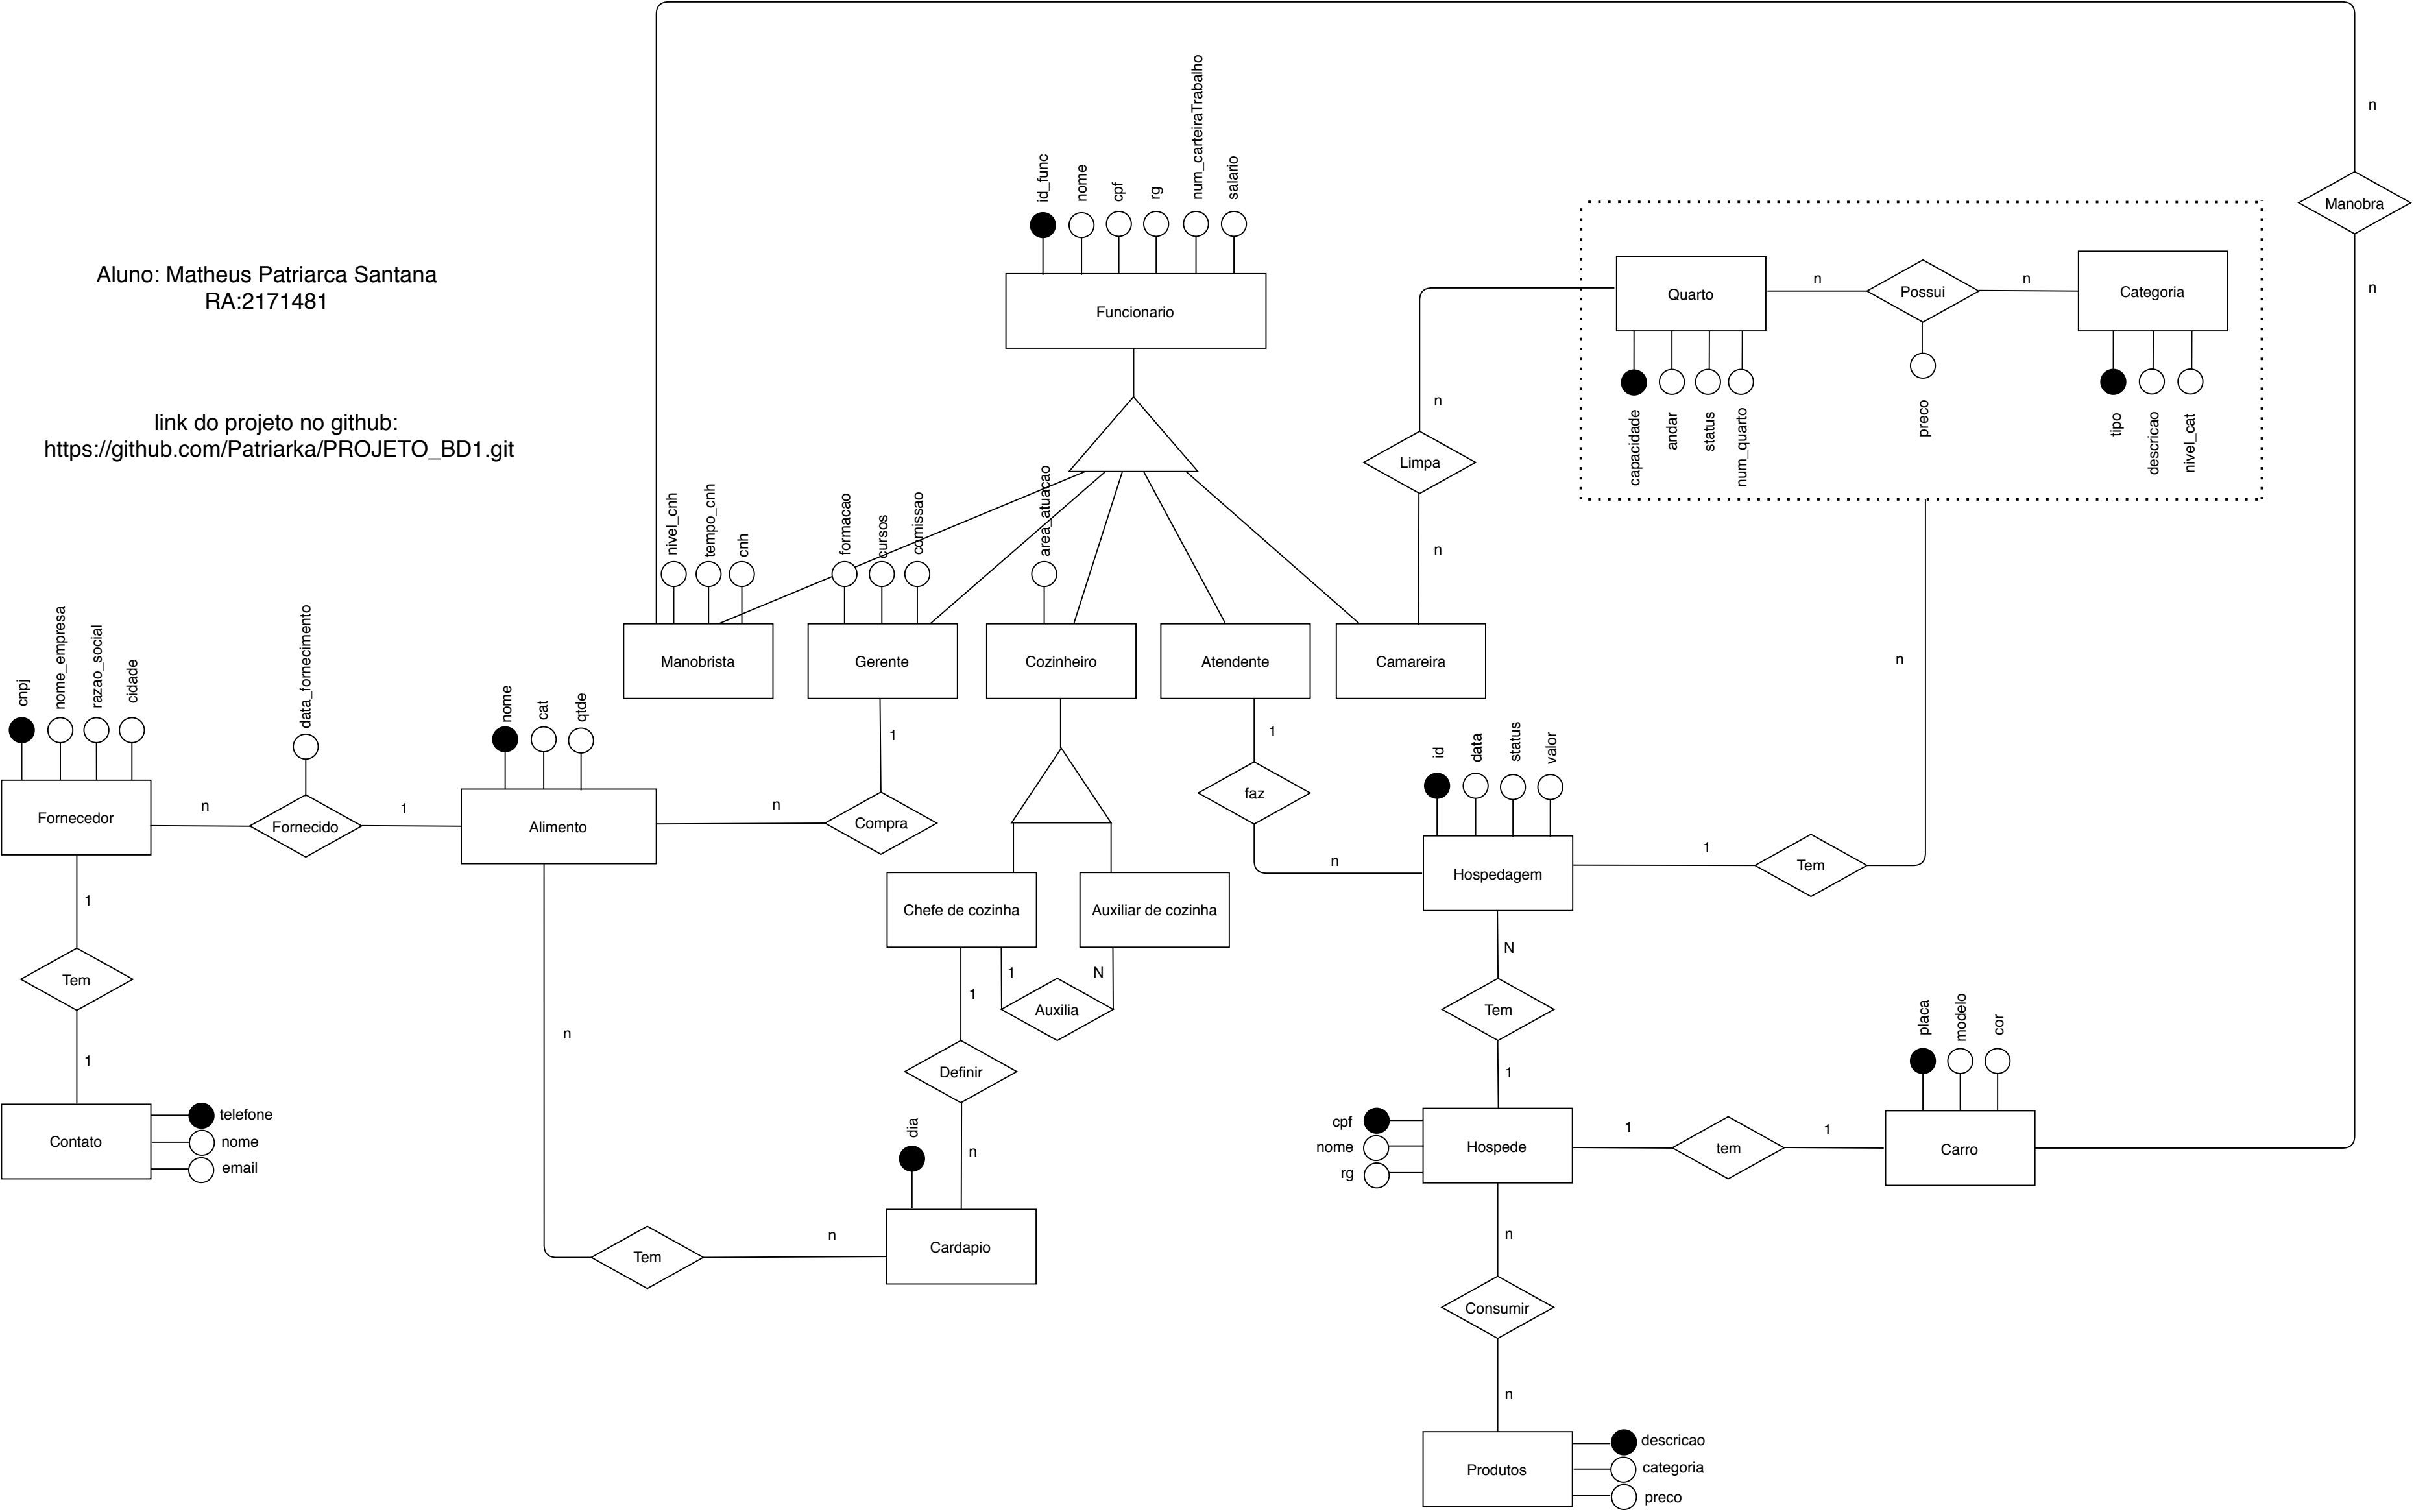 n
Manobra
n
id_func
nome
cpf
rg
num_carteiraTrabalho
salario
Funcionario
Aluno: Matheus Patriarca Santana
RA:2171481
link do projeto no github:
https://github.com/Patriarka/PROJETO_BD1.git
Quarto
n
Possui
n
Categoria
capacidade
andar
status
num_quarto
preco
tipo
descricao
nivel_cat
n
Limpa
n
nivel_cnh
tempo_cnh
cnh
formacao
cursos
comissao
area_atuacao
Manobrista
Gerente
Cozinheiro
Atendente
Camareira
n
cnpj
nome_empresa
razao_social
cidade
data_fornecimento
nome
cat
qtde
1
1
id
data
status
valor
Fornecedor
n
Fornecido
1
Alimento
n
Compra
faz
n
Hospedagem
1
Tem
1
Chefe de cozinha
Auxiliar de cozinha
N
Tem
1
N
Auxilia
1
n
Tem
1
Definir
1
n
placa
modelo
cor
Contato
telefone
nome
email
dia
cpf
nome
rg
Hospede
1
tem
1
Carro
Tem
n
Cardapio
n
Consumir
n
Produtos
descricao
categoria
preco